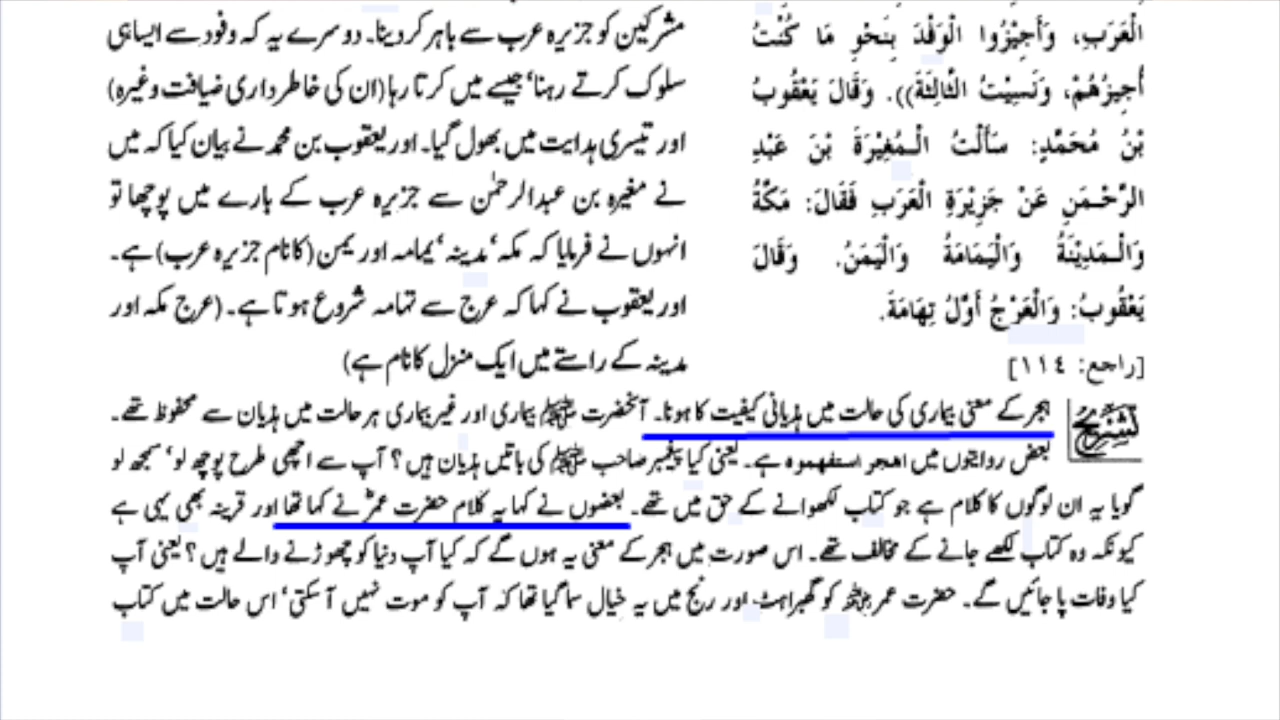 الْعَرَبِ، وَأَجِيْزُوا الْوَفْدَ بِنَحْوِ مَا كُنْتُ
أُجِيزُهُمْ، وَنَسِيْتُ الثَّالِثَةَ)). وَقَالَ يَعْقُوبُ
بْنُ مُحَمَّدٍ: سَأَلْتُ الْمُغِيْرَةَ بْنَ عَبْدِ
الرَّحْمَنِ عَنْ جَزِيْرَةِ الْعَرَبِ فَقَالَ: مَكَّةُ
وَالْمَدِيْنَةُ وَالْيَمَامَةُ وَالْيَمَنُ. وَقَالَ
يَعْقُوبُ: وَالْعَرْجُ أَوَّلُ تِهَامَةَ.
[راجع: ١١٤]
مشرکین کو جزیرہ عرب سے باہر کر دینا۔ دوسرے یہ کہ وفود سے ایسا ہی
سلوک کرتے رہنا‘ جیسے میں کرتا رہا (ان کی خاطر داری ضیافت وغیرہ)
اور تیسری ہدایت میں بھول گیا۔ اور یعقوب بن محمد نے بیان کیا کہ میں
نے مغیرہ بن عبدالرحمٰن سے جزیرہ عرب کے بارے میں پوچھا تو
انہوں نے فرمایا کہ مکہ‘ مدینہ‘ یمامہ اور یمن (کا نام جزیرہ عرب) ہے۔
اور یعقوب نے کہا کہ عرج سے تہامہ شروع ہوتا ہے۔ (عرج مکہ اور
مدینہ کے راستے میں ایک منزل کا نام ہے)
تشریح
ہجر کے معنی بیماری کی حالت میں ہذیانی کیفیت کا ہونا۔ آنحضرت ﷺ بیماری اور غیر بیماری ہر حالت میں ہذیان سے محفوظ تھے۔
بعض روایتوں میں اھجر استفھموہ ہے۔ یعنی کیا پیغمبر صاحب ﷺ کی باتیں ہذیان ہیں؟ آپ سے اچھی طرح پوچھ لو‘ سمجھ لو
گویا یہ ان لوگوں کا کلام ہے جو کتاب لکھوانے کے حق میں تھے۔ بعضوں نے کہا یہ کلام حضرت عمرؓ نے کہا تھا اور قرینہ بھی یہی ہے
کیونکہ وہ کتاب لکھے جانے کے مخالف تھے۔ اس صورت میں ہجر کے معنی یہ ہوں گے کہ کیا آپ دنیا کو چھوڑنے والے ہیں؟ یعنی آپ
کیا وفات پا جائیں گے۔ حضرت عمر رضی اللہ عنہ کو گھبراہٹ اور رنج میں یہ خیال سما گیا تھا کہ آپ کو موت نہیں آ سکتی‘ اس حالت میں کتاب